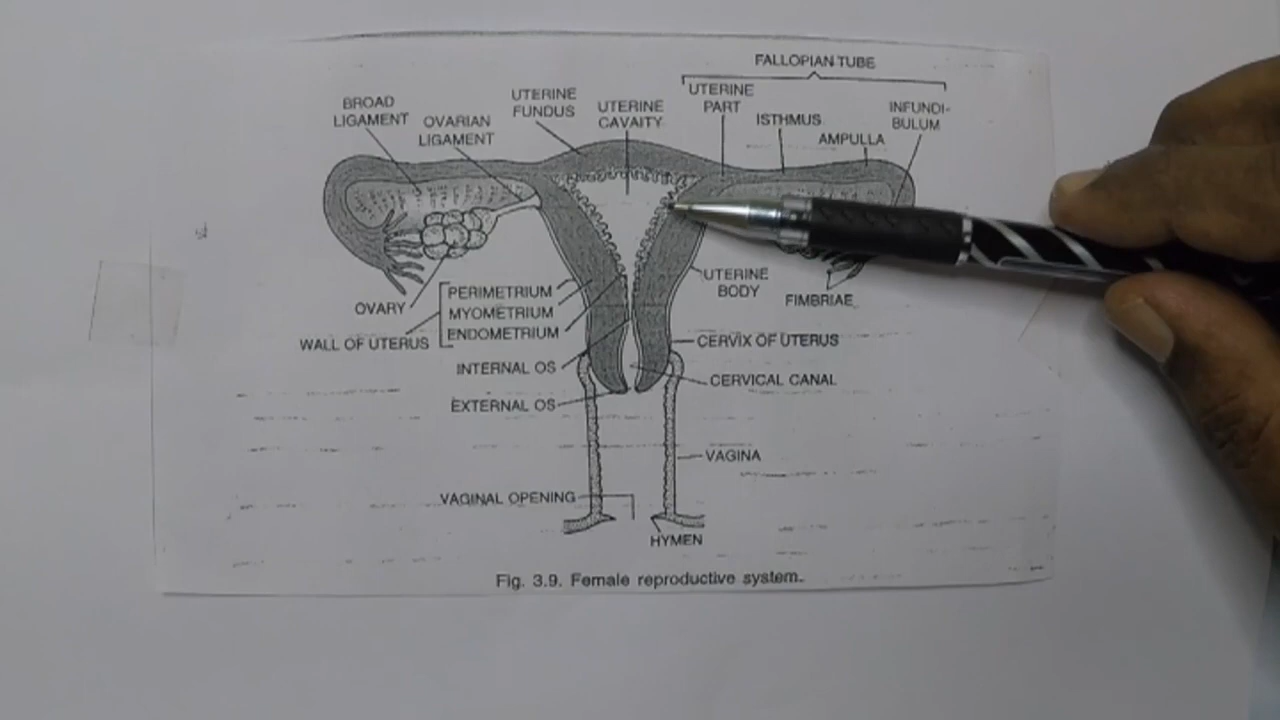 FALLOPIAN TUBE
BROAD
LIGAMENT
OVARIAN
LIGAMENT
UTERINE
FUNDUS
UTERINE
CAVAITY
UTERINE
PART
ISTHMUS
AMPULLA
INFUNDI-
BULUM
OVARY
PERIMETRIUM
MYOMETRIUM
ENDOMETRIUM
WALL OF UTERUS
INTERNAL OS
EXTERNAL OS
UTERINE
BODY
FIMBRIAE
CERVIX OF UTERUS
CERVICAL CANAL
VAGINA
VAGINAL OPENING
HYMEN
Fig. 3.9. Female reproductive system.